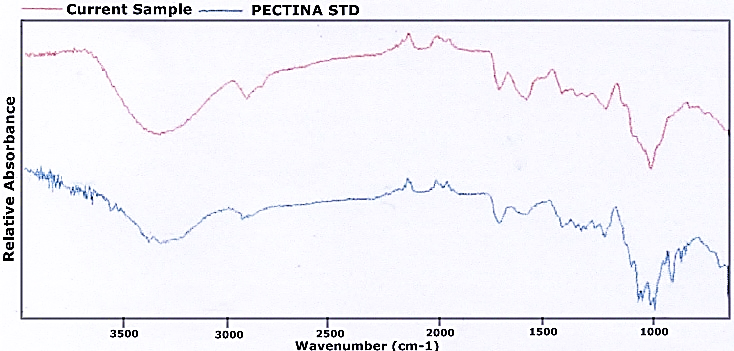 Current Sample PECTINA STD
Relative Absorbance
3500 3000 2500 2000 1500 1000
Wavenumber (cm-1)